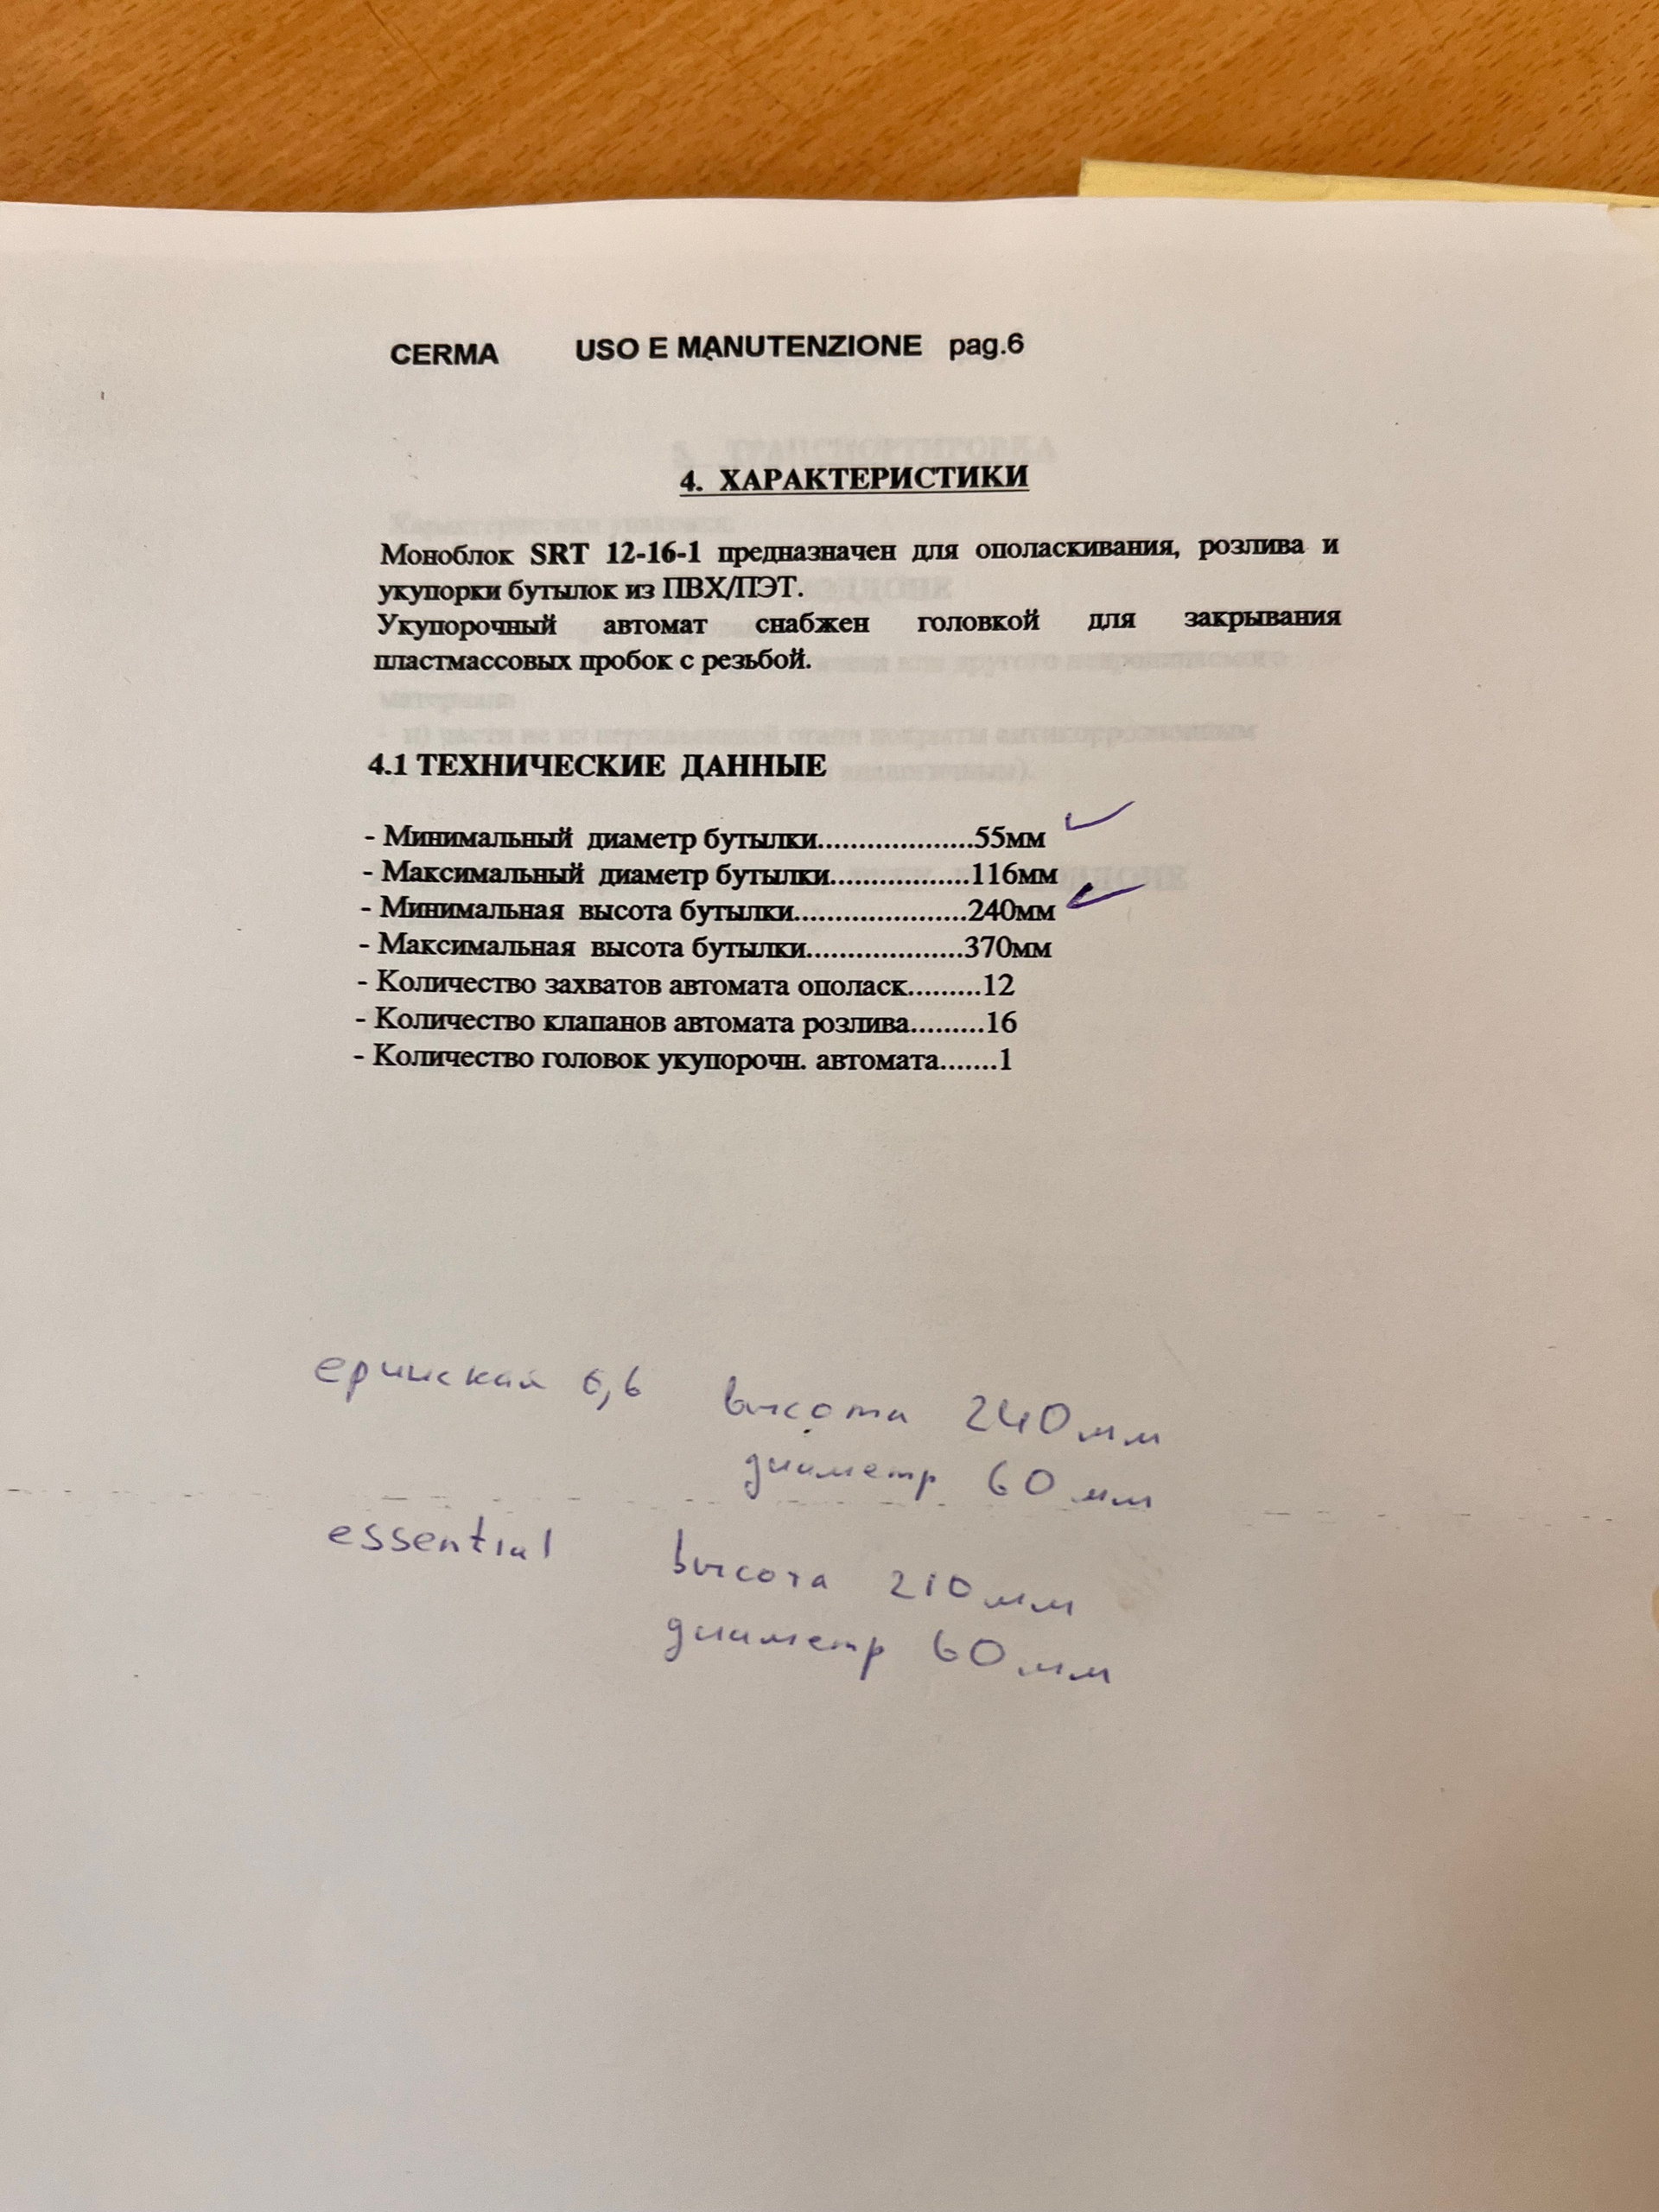 CERMA USO E MANUTENZIONE pag.6
4. ХАРАКТЕРИСТИКИ
Моноблок SRT 12-16-1 предназначен для ополаскивания, розлива и
укупорки бутылок из ПВХ/ПЭТ.
Укупорочный автомат снабжен головкой для закрывания
пластмассовых пробок с резьбой.
4.1 ТЕХНИЧЕСКИЕ ДАННЫЕ
- Минимальный диаметр бутылки...................55мм
- Максимальный диаметр бутылки.................116мм
- Минимальная высота бутылки.....................240мм
- Максимальная высота бутылки...................370мм
- Количество захватов автомата ополаск.........12
- Количество клапанов автомата розлива.........16
- Количество головок укупорочн. автомата.......1
еринская 0,6 высота 240мм
диаметр 60мм
essential высота 210мм
диаметр 60мм